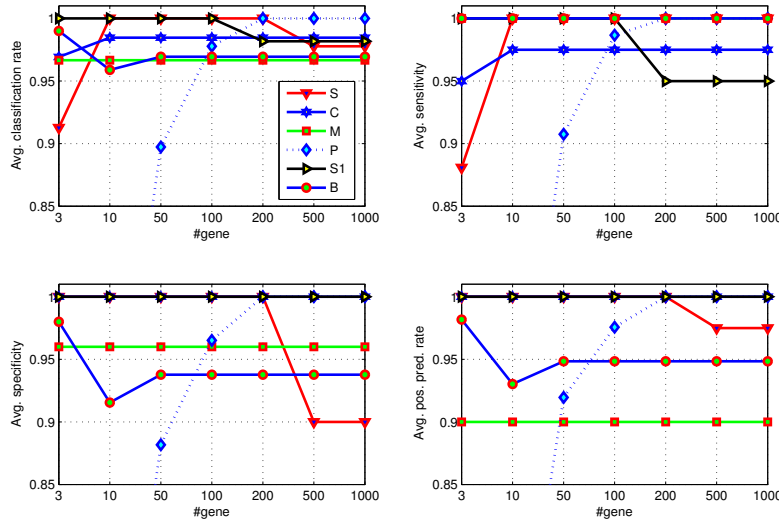 1
0.95
0.9
0.85
3 10 50 100 200 500 1000
#gene
Avg. classification rate
S
C
M
P
S1
B
1
0.95
0.9
0.85
3 10 50 100 200 500 1000
#gene
Avg. sensitivity
1
0.95
0.9
0.85
3 10 50 100 200 500 1000
#gene
Avg. specificity
1
0.95
0.9
0.85
3 10 50 100 200 500 1000
#gene
Avg. pos. pred. rate